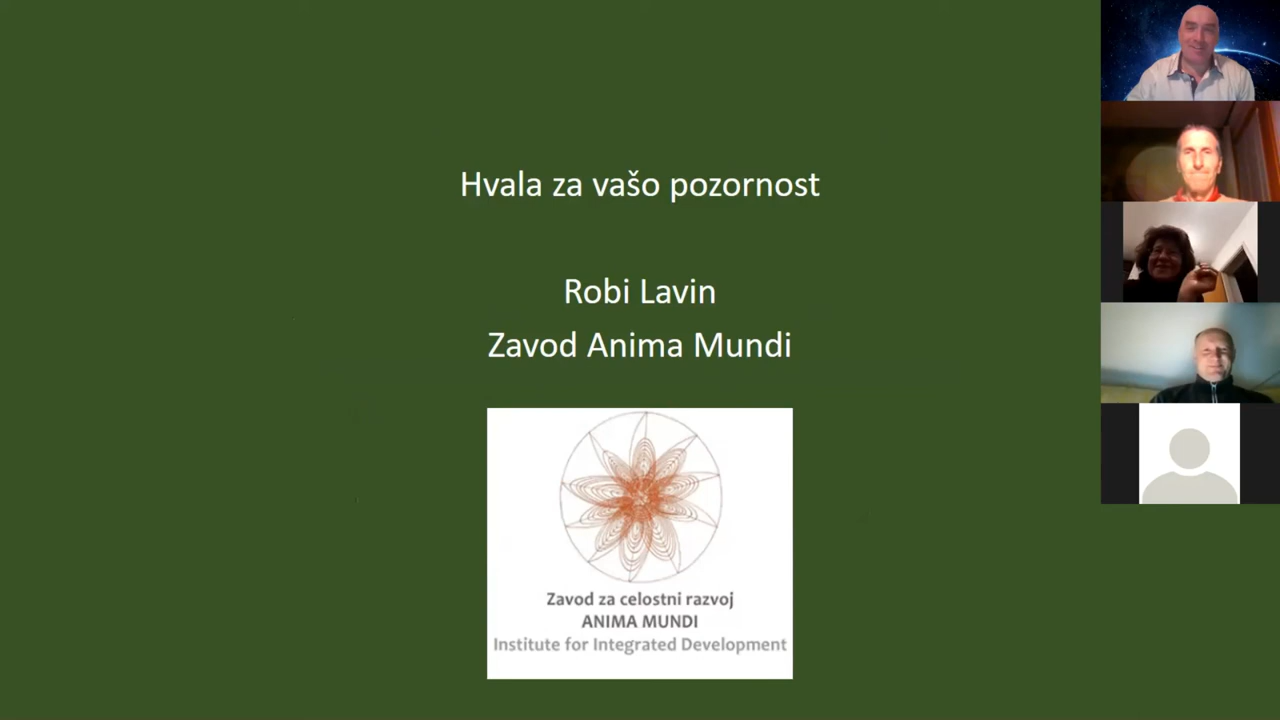 Hvala za vašo pozornost
Robi Lavin
Zavod Anima Mundi
Zavod za celostni razvoj
ANIMA MUNDI
Institute for Integrated Development